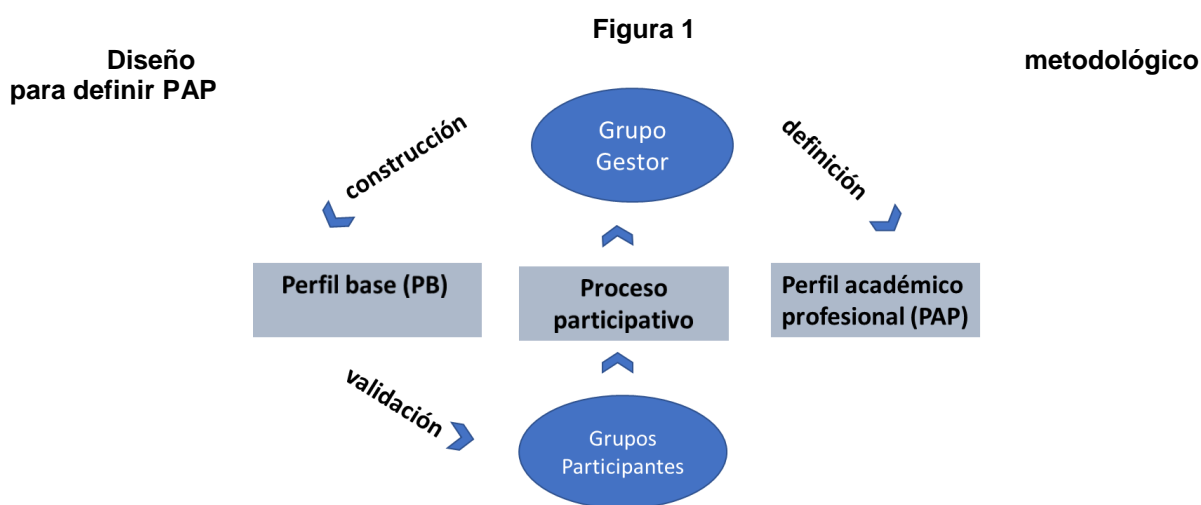 Figura 1
Diseño metodológico
para definir PAP
Grupo
Gestor
construcción
definición
Perfil base (PB)
Proceso
participativo
Perfil académico
profesional (PAP)
validación
Grupos
Participantes